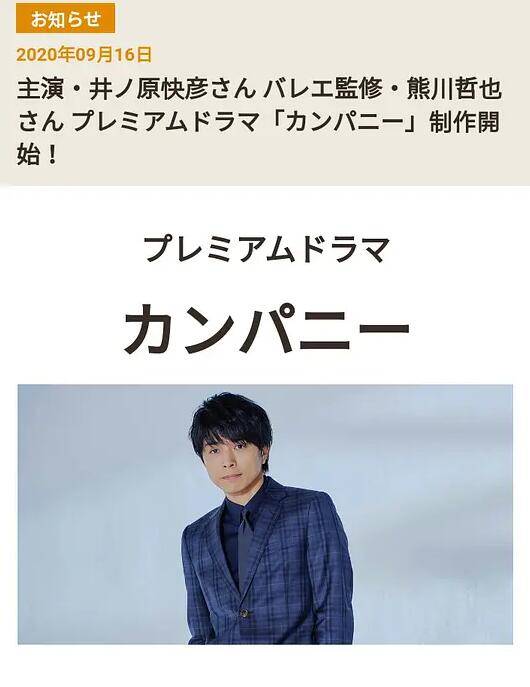 お知らせ
2020年09月16日
主演・井ノ原快彦さん バレエ監修・熊川哲也
さん プレミアムドラマ「カンパニー」制作開
始！
プレミアムドラマ
カンパニー